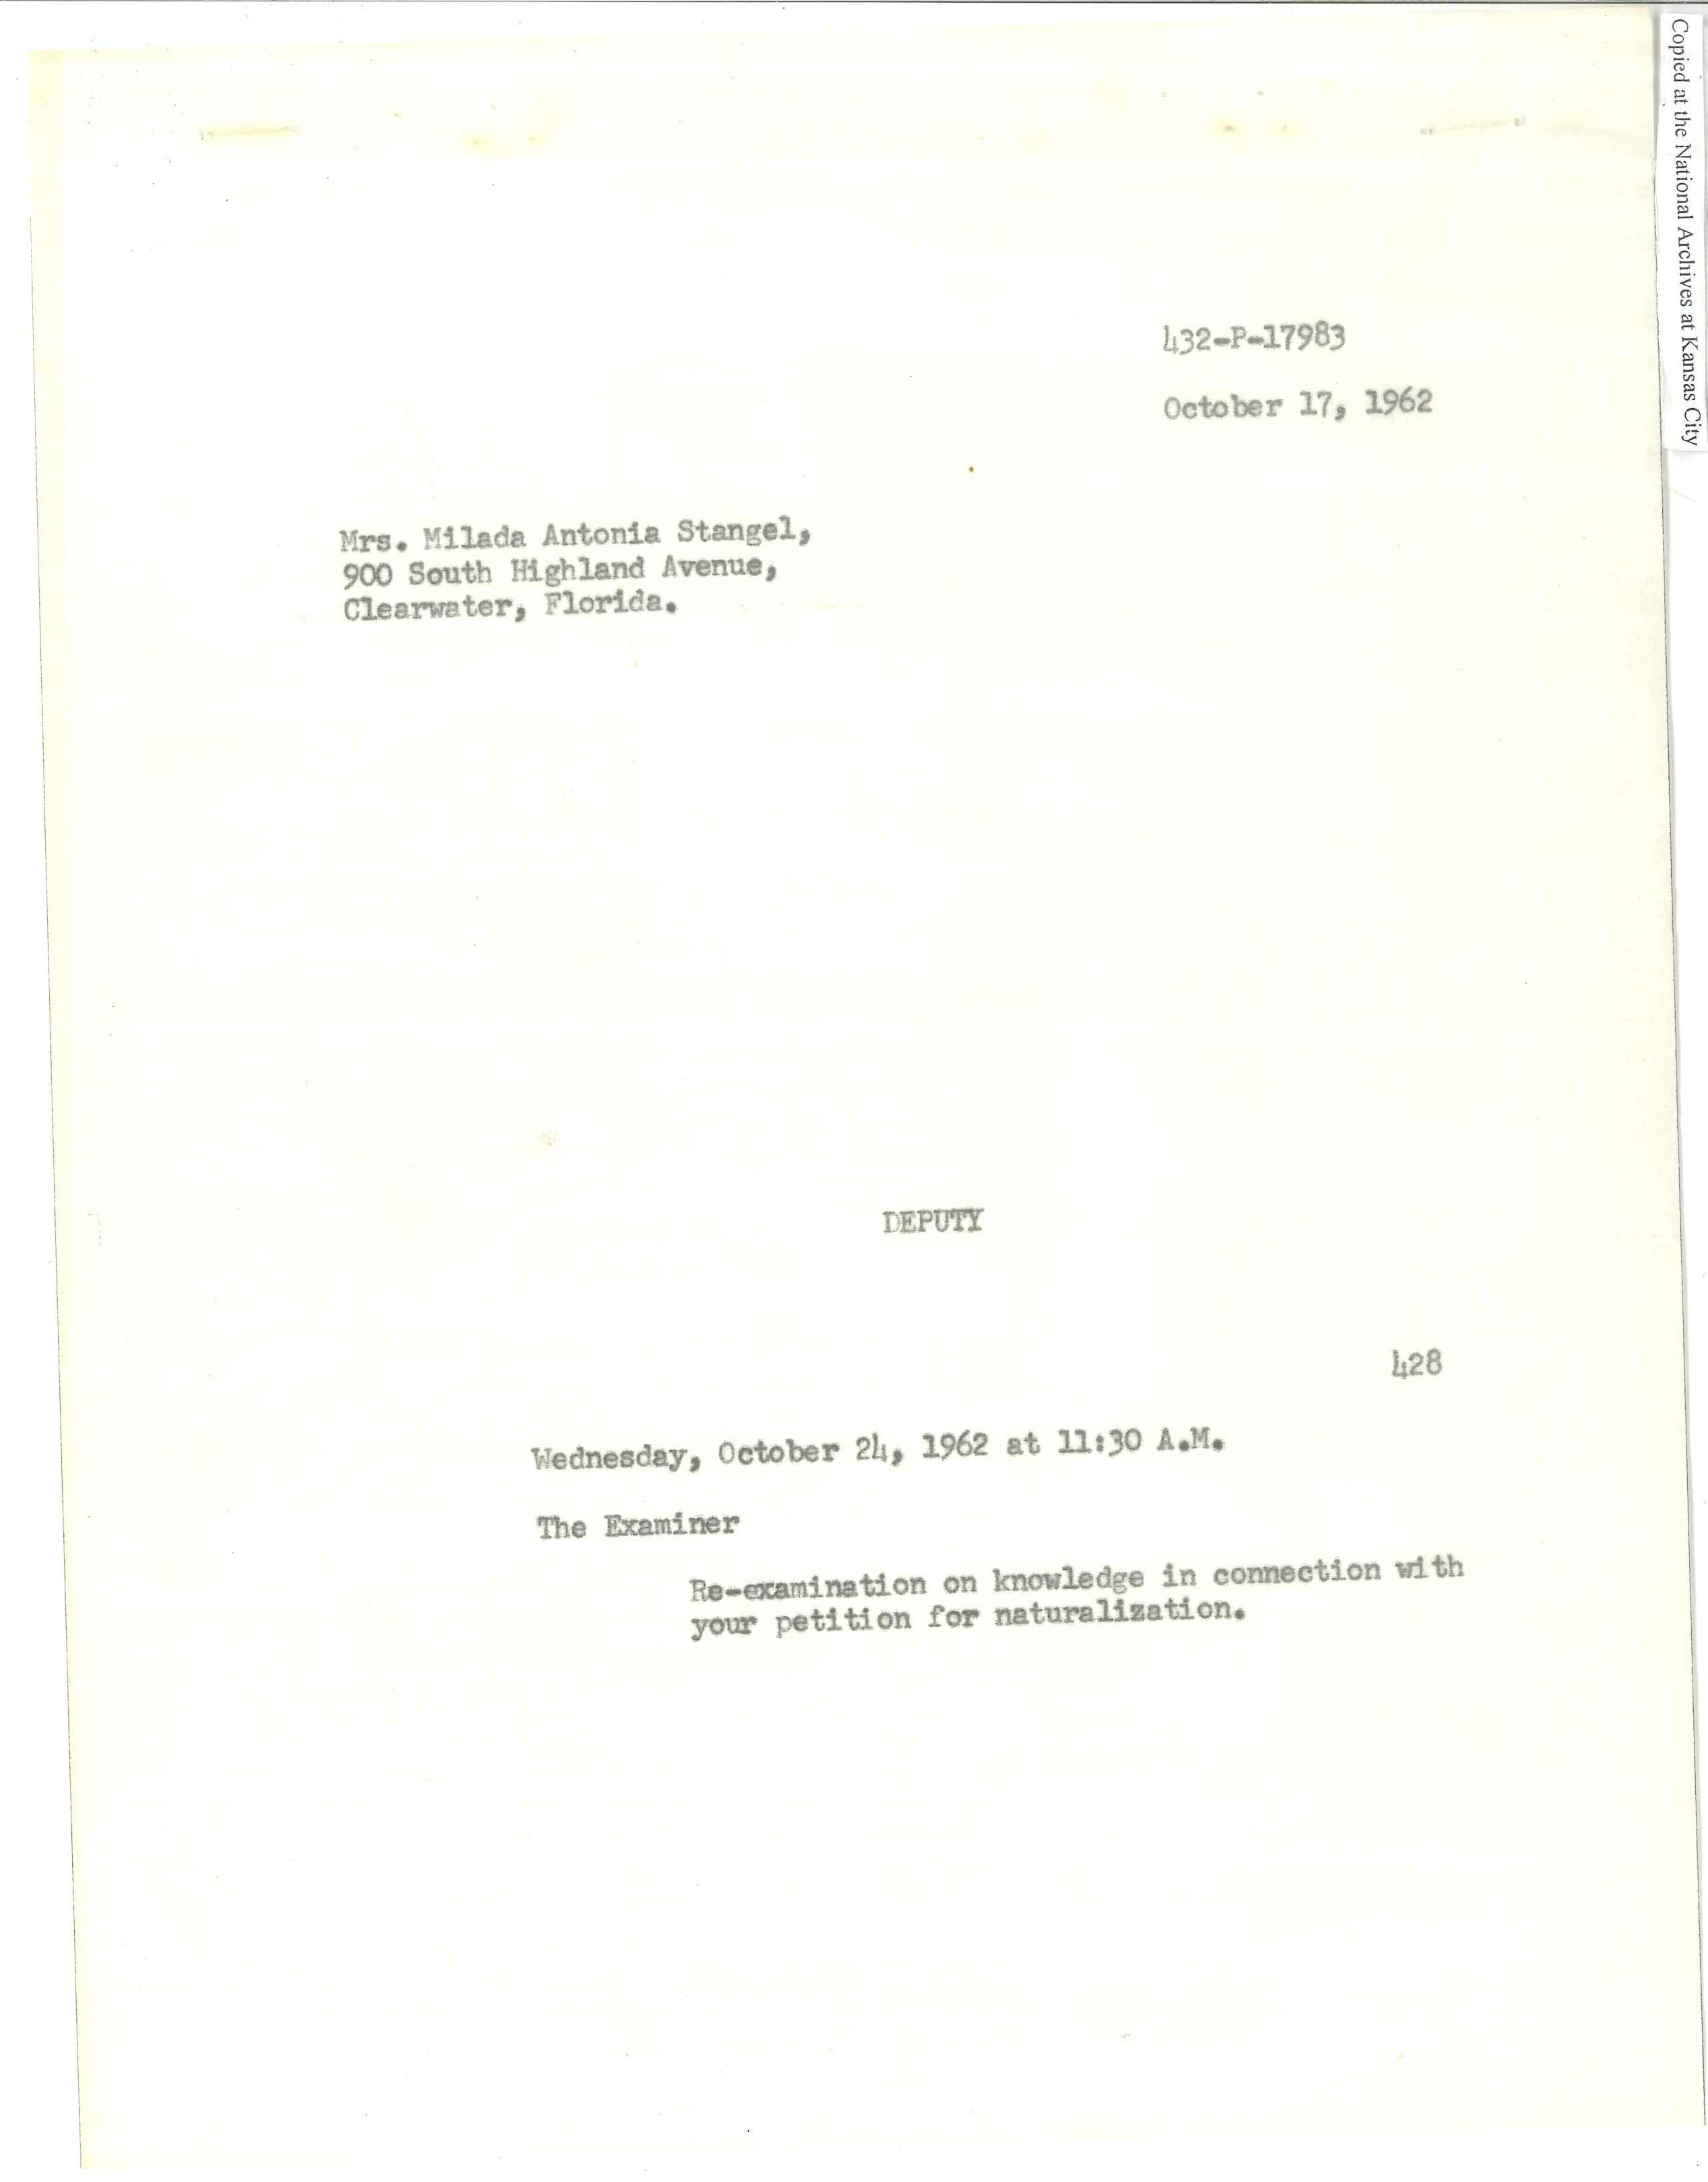 Copied at the National Archives at Kansas City
432-P-17983
October 17, 1962
Mrs. Milada Antonia Stangel,
900 South Highland Avenue,
Clearwater, Florida.
DEPUTY
428
Wednesday, October 24, 1962 at 11:30 A.M.
The Examiner
Re-examination on knowledge in connection with
your petition for naturalization.